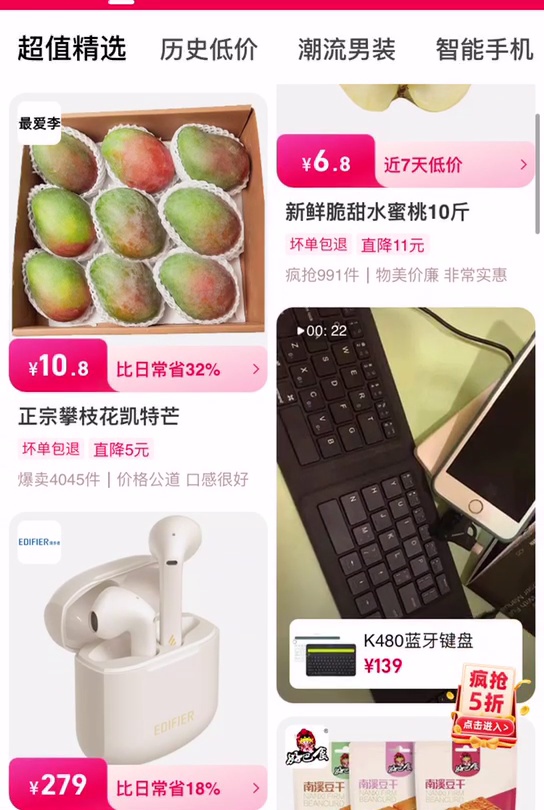 超值精选
历史低价
潮流男装
智能手机
最爱李
¥10.8
比日常省32%
正宗攀枝花凯特芒
坏单包退
直降5元
爆卖4045件
价格公道 口感很好
EDIFIER
EDIFIER
¥279
比日常省18%
¥6.8
近7天低价
新鲜脆甜水蜜桃10斤
坏单包退
直降11元
疯抢991件
物美价廉 非常实惠
00: 22
K480蓝牙键盘
¥139
疯抢
5折
点击进入>
好巴食
南溪豆干
南溪豆干
南溪豆干